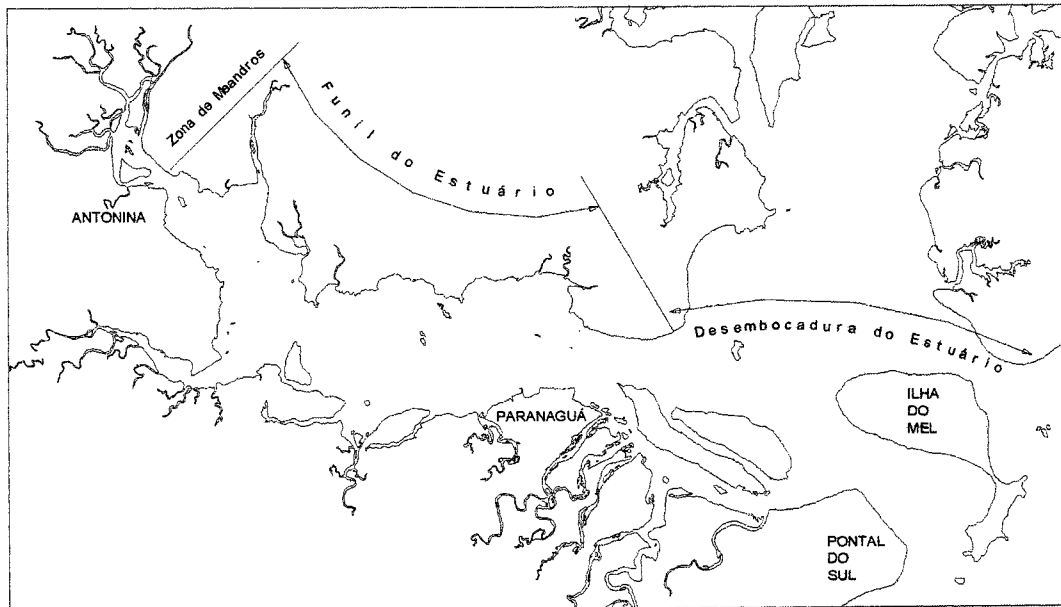 Zona de Meandros
Funil do Estuário
ANTONINA
Desembocadura do Estuário
PARANAGUÁ
ILHA
DO
MEL
PONTAL
DO
SUL